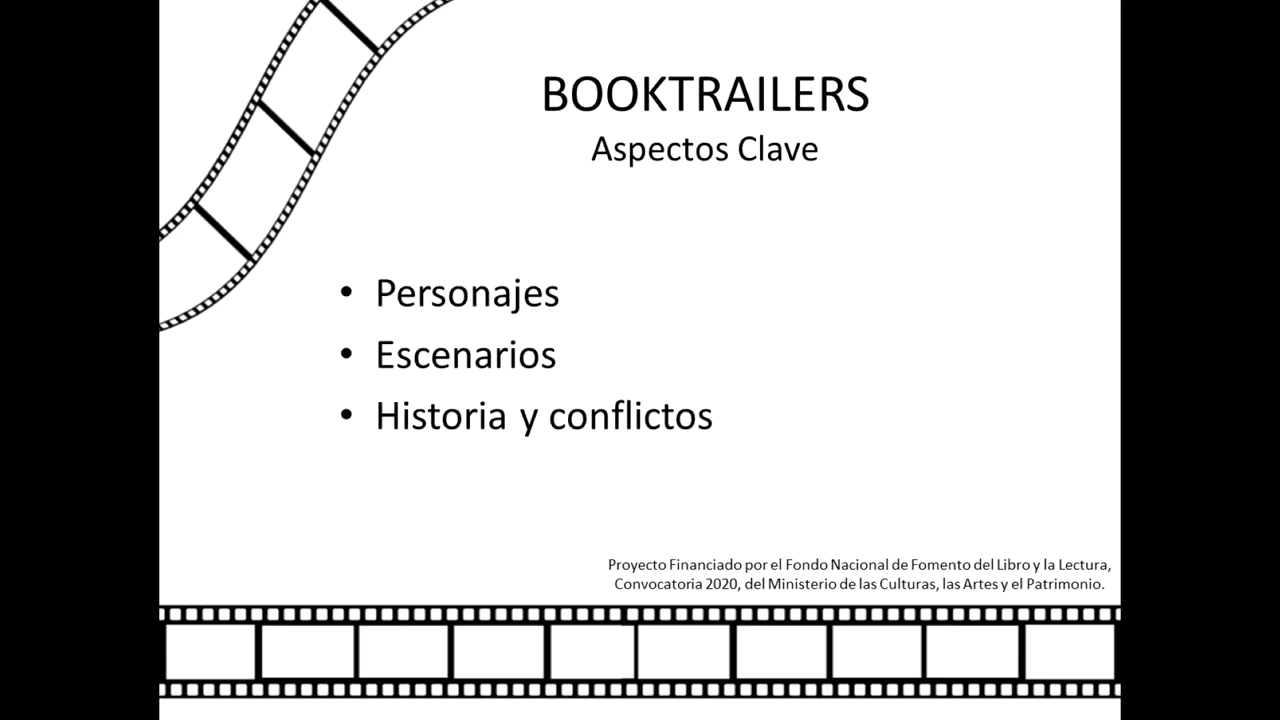 BOOKTRAILERS
Aspectos Clave
• Personajes
• Escenarios
• Historia y conflictos
Proyecto Financiado por el Fondo Nacional de Fomento del Libro y la Lectura,
Convocatoria 2020, del Ministerio de las Culturas, las Artes y el Patrimonio.